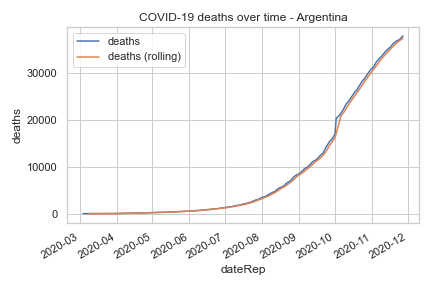 COVID-19 deaths over time - Argentina
deaths
deaths (rolling)
deaths
30000
20000
10000
0
2020-03
2020-04
2020-05
2020-06
2020-07
2020-08
2020-09
2020-10
2020-11
2020-12
dateRep